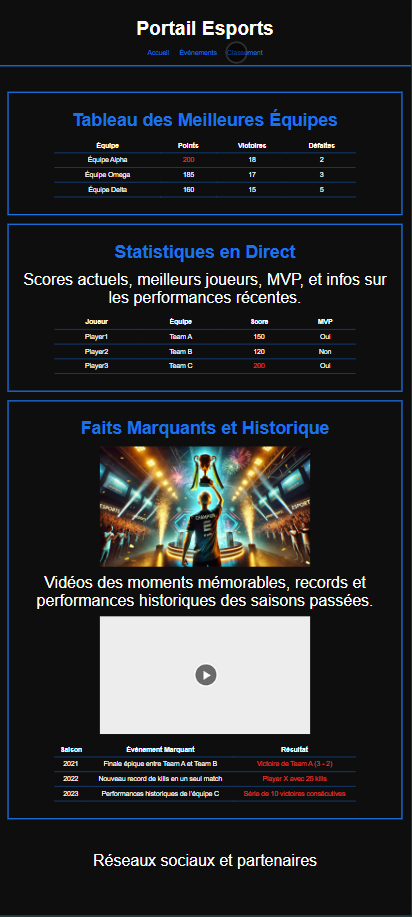 Portail Esports
Accueil Événements Classement
Tableau des Meilleures Équipes
Équipe Points Victoires Défaites
Équipe Alpha 200 18 2
Équipe Omega 185 17 3
Équipe Delta 160 15 5
Statistiques en Direct
Scores actuels, meilleurs joueurs, MVP, et infos sur
les performances récentes.
Joueur Équipe Score MVP
Player1 Team A 150 Oui
Player2 Team B 120 Non
Player3 Team C 200 Oui
Faits Marquants et Historique
CHAMPION
Vidéos des moments mémorables, records et
performances historiques des saisons passées.
Saison Événement Marquant Résultat
2021 Finale épique entre Team A et Team B Victoire de Team A (3 - 2)
2022 Nouveau record de kills en un seul match Player X avec 25 kills
2023 Performances historiques de l'équipe C Série de 10 victoires consécutives
Réseaux sociaux et partenaires